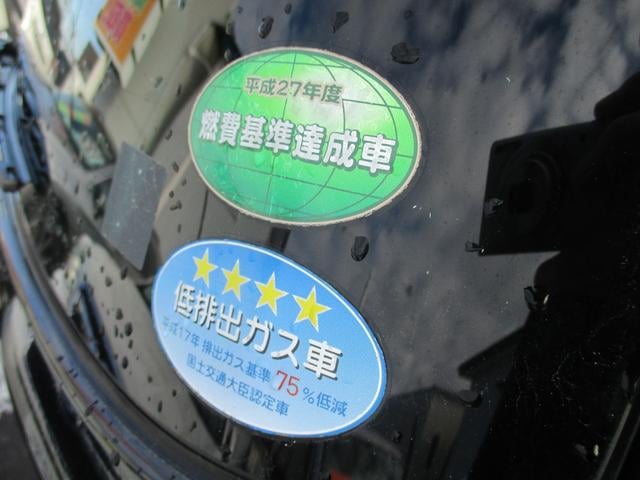 平成27年度
燃費基準達成車
低排出ガス車
平成17年 排出ガス基準 75%低減
国土交通大臣認定車